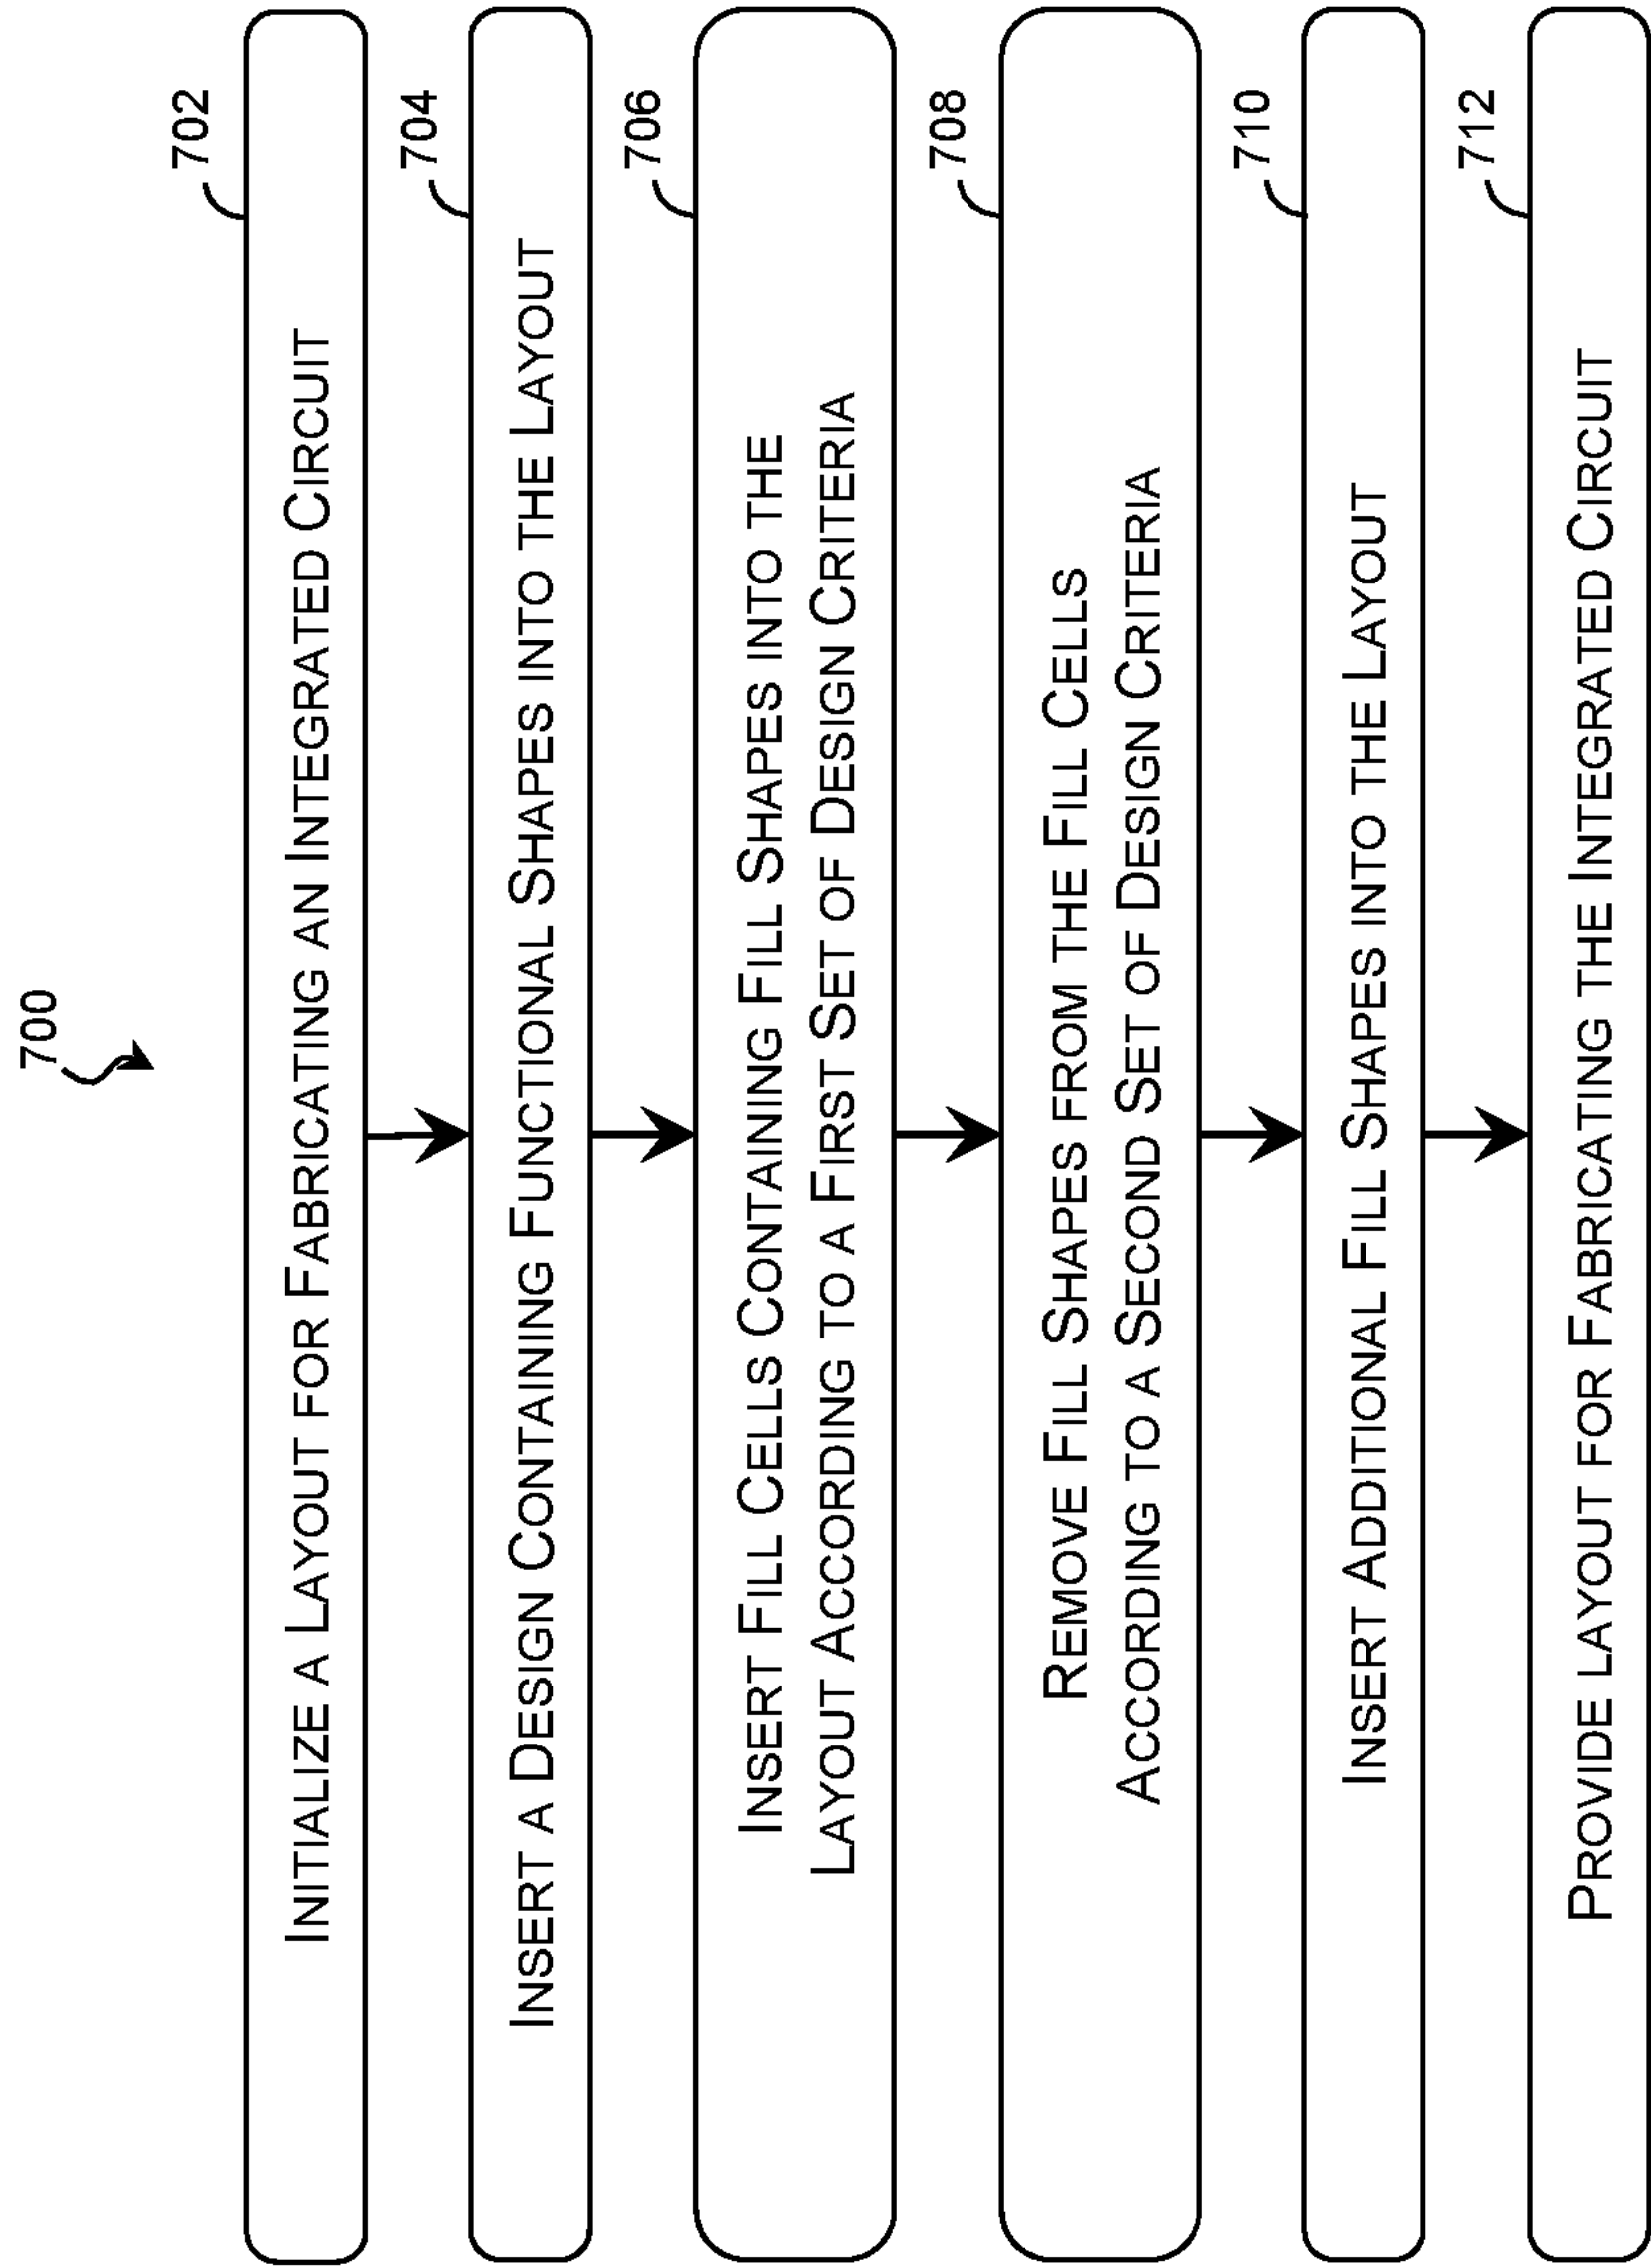 700
702
INITIALIZE A LAYOUT FOR FABRICATING AN INTEGRATED CIRCUIT
704
INSERT A DESIGN CONTAINING FUNCTIONAL SHAPES INTO THE LAYOUT
706
INSERT FILL CELLS CONTAINING FILL SHAPES INTO THE
LAYOUT ACCORDING TO A FIRST SET OF DESIGN CRITERIA
708
REMOVE FILL SHAPES FROM THE FILL CELLS
ACCORDING TO A SECOND SET OF DESIGN CRITERIA
710
INSERT ADDITIONAL FILL SHAPES INTO THE LAYOUT
712
PROVIDE LAYOUT FOR FABRICATING THE INTEGRATED CIRCUIT